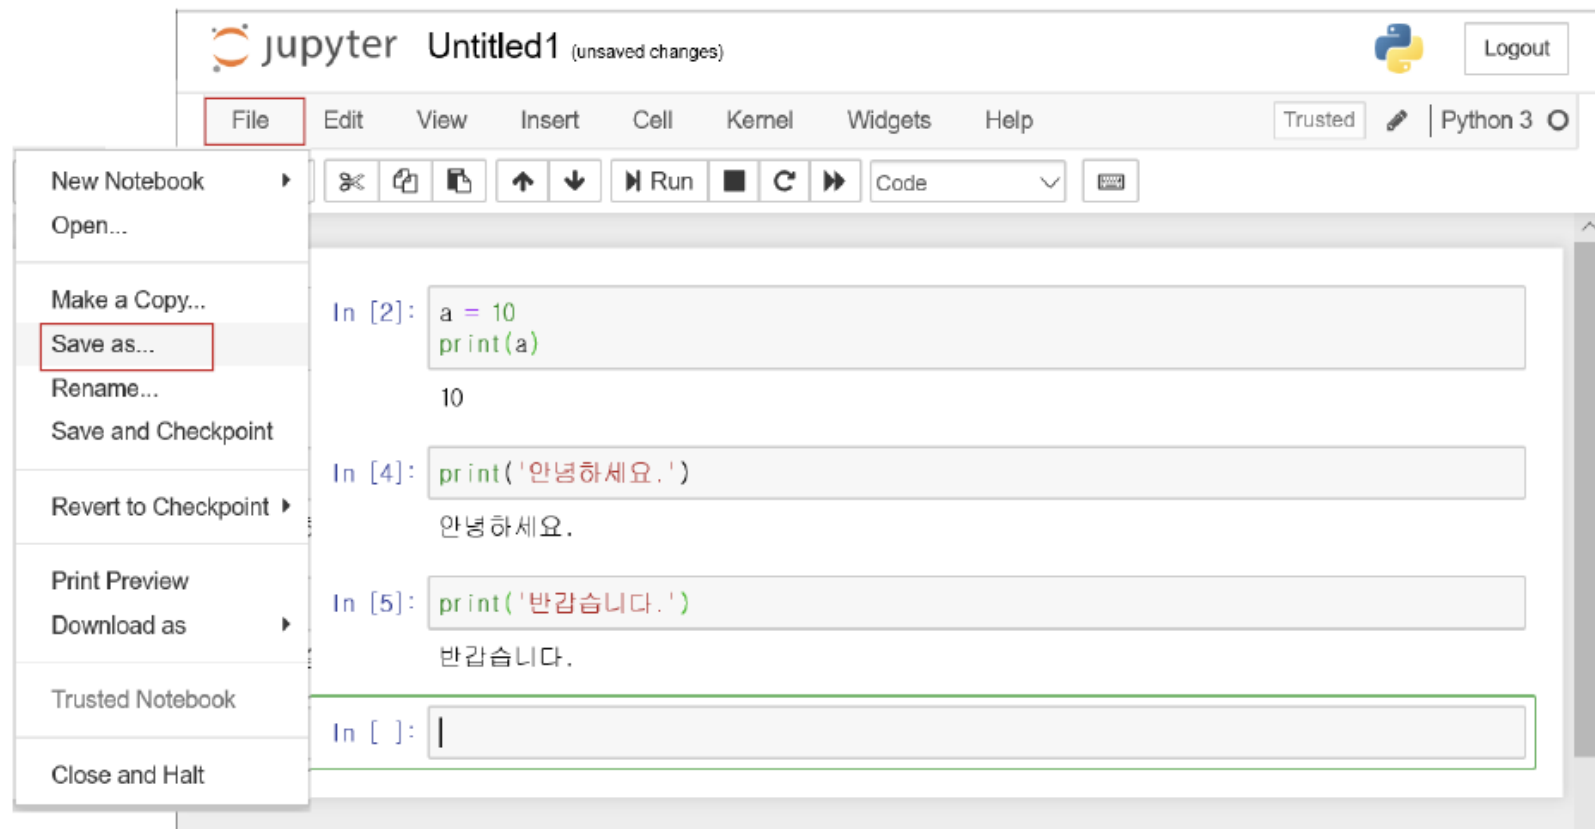 jupyter Untitled1 (unsaved changes) Logout
File Edit View Insert Cell Kernel Widgets Help Trusted Python 3
Run Code
New Notebook
Open...
Make a Copy...
Save as...
Rename...
Save and Checkpoint
Revert to Checkpoint
Print Preview
Download as
Trusted Notebook
Close and Halt
In [2]: a = 10
print(a)
10
In [4]: print('안녕하세요.')
안녕하세요.
In [5]: print('반갑습니다.')
반갑습니다.
In [ ]: